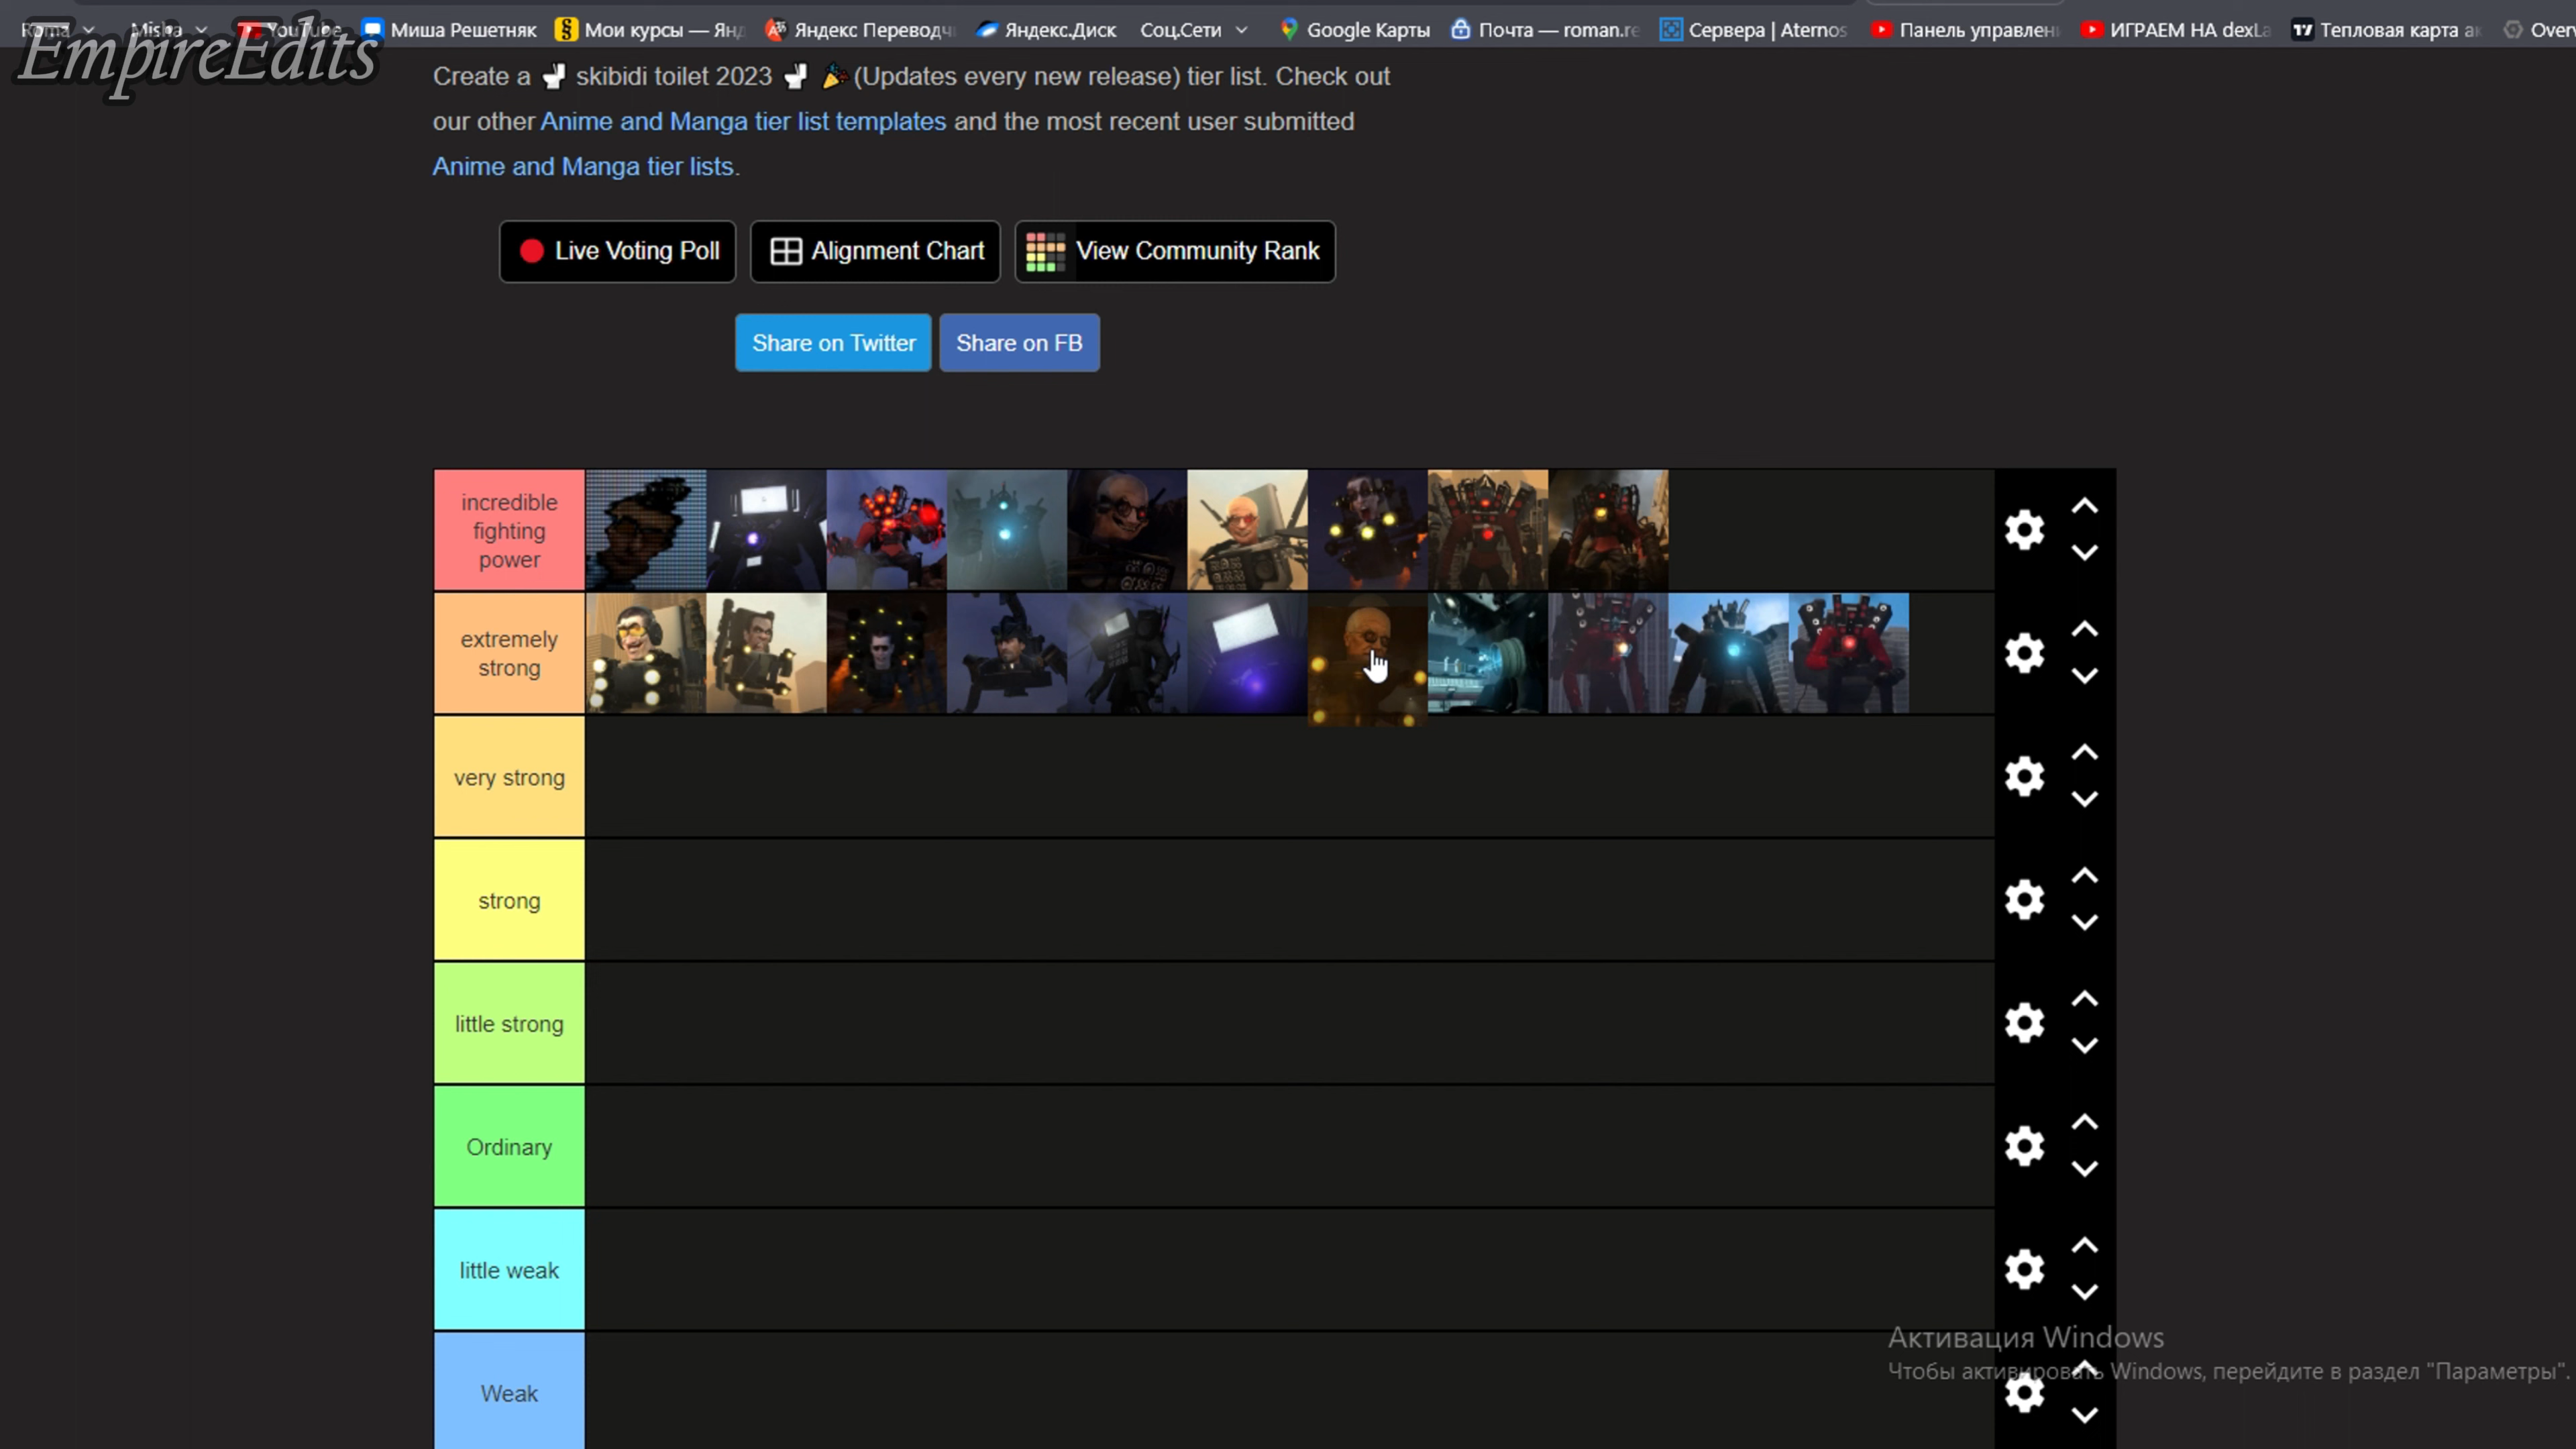 EmpireEdits
Roma Misha YouTube Миша Решетняк Мои курсы — Янд Яндекс Переводч Яндекс.Диск Соц.Сети Google Карты Почта — roman.re Сервера | Aternos Панель управлени ИГРАЕМ НА dexLa Тепловая карта ак Overv
Create a skibidi toilet 2023 (Updates every new release) tier list. Check out
our other Anime and Manga tier list templates and the most recent user submitted
Anime and Manga tier lists.
Live Voting Poll Alignment Chart View Community Rank
Share on Twitter Share on FB
incredible
fighting
power
extremely
strong
very strong
strong
little strong
Ordinary
little weak
Weak
Активация Windows
Чтобы активировать Windows, перейдите в раздел "Параметры".